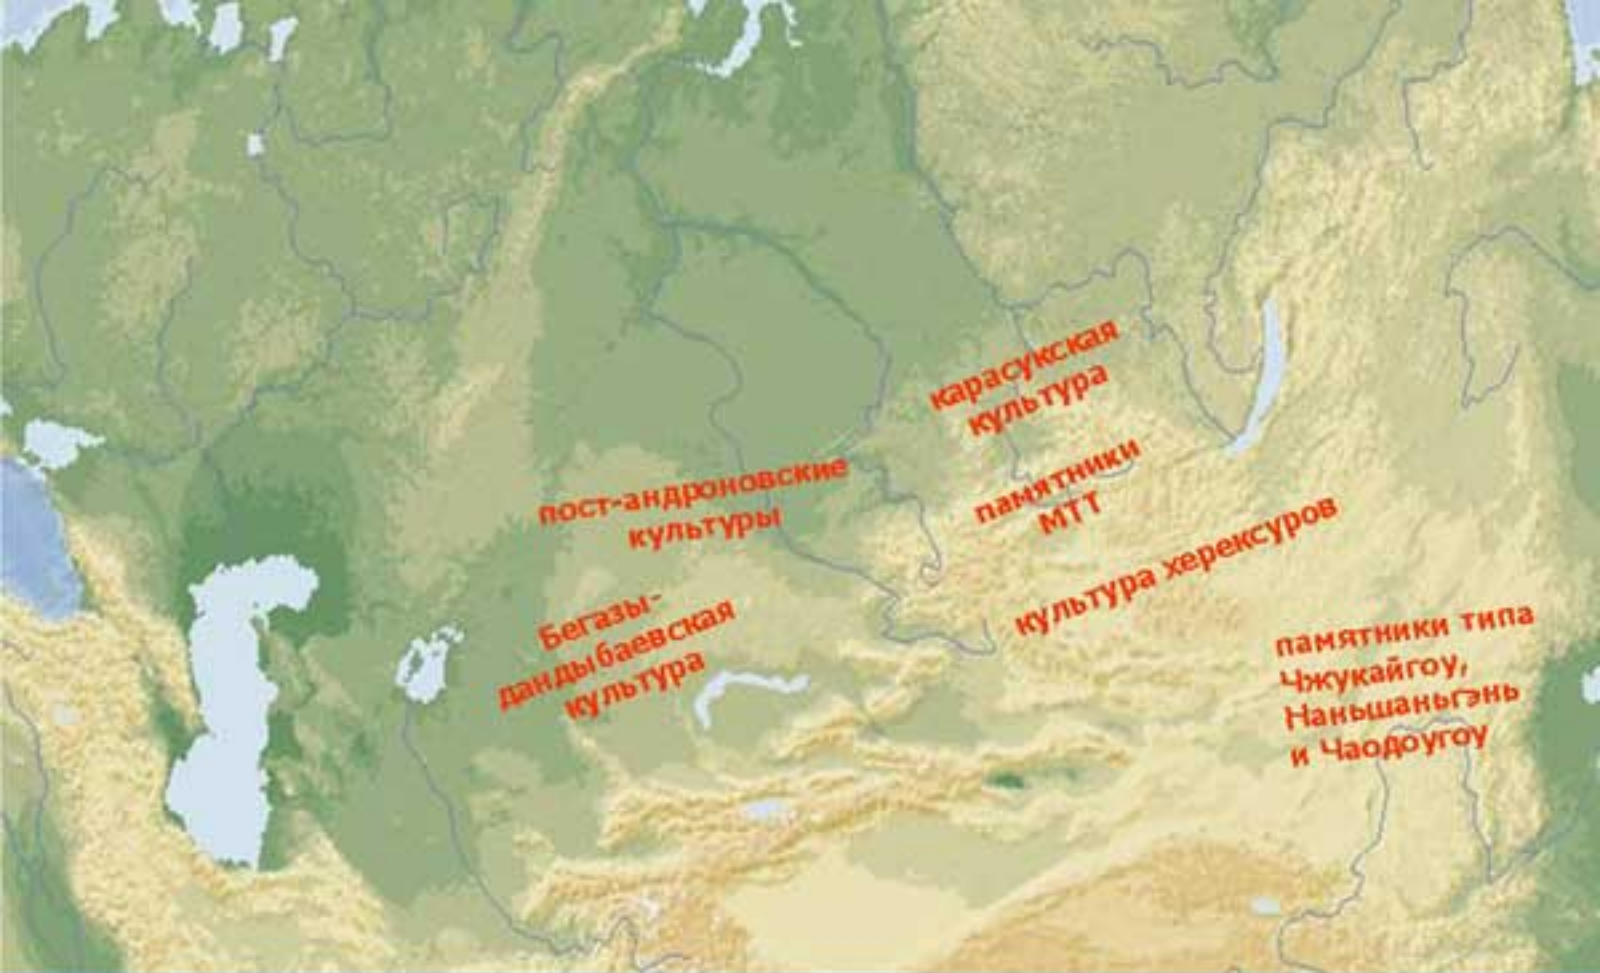 карасукская
культура
памятники
МТТ
пост-андроновские
культуры
культура херексуров
Бегазы-
дандыбаевская
культура
памятники типа
Чжукайгоу,
Наньшаньгэнь
и Чаодоугоу